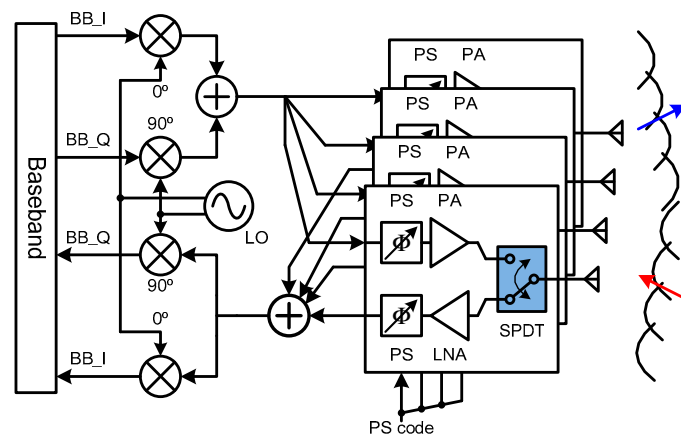 BB_I
0º
90º
BB_Q
Baseband
LO
BB_Q
90º
0º
BB_I
PS PA
PS PA
PS PA
PS PA
Φ
Φ
SPDT
PS LNA
PS code